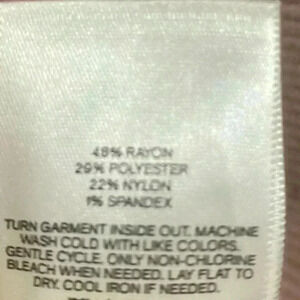 48% RAYON
29% POLYESTER
22% NYLON
1% SPANDEX
TURN GARMENT INSIDE OUT. MACHINE
WASH COLD WITH LIKE COLORS.
GENTLE CYCLE. ONLY NON-CHLORINE
BLEACH WHEN NEEDED. LAY FLAT TO
DRY. COOL IRON IF NEEDED.